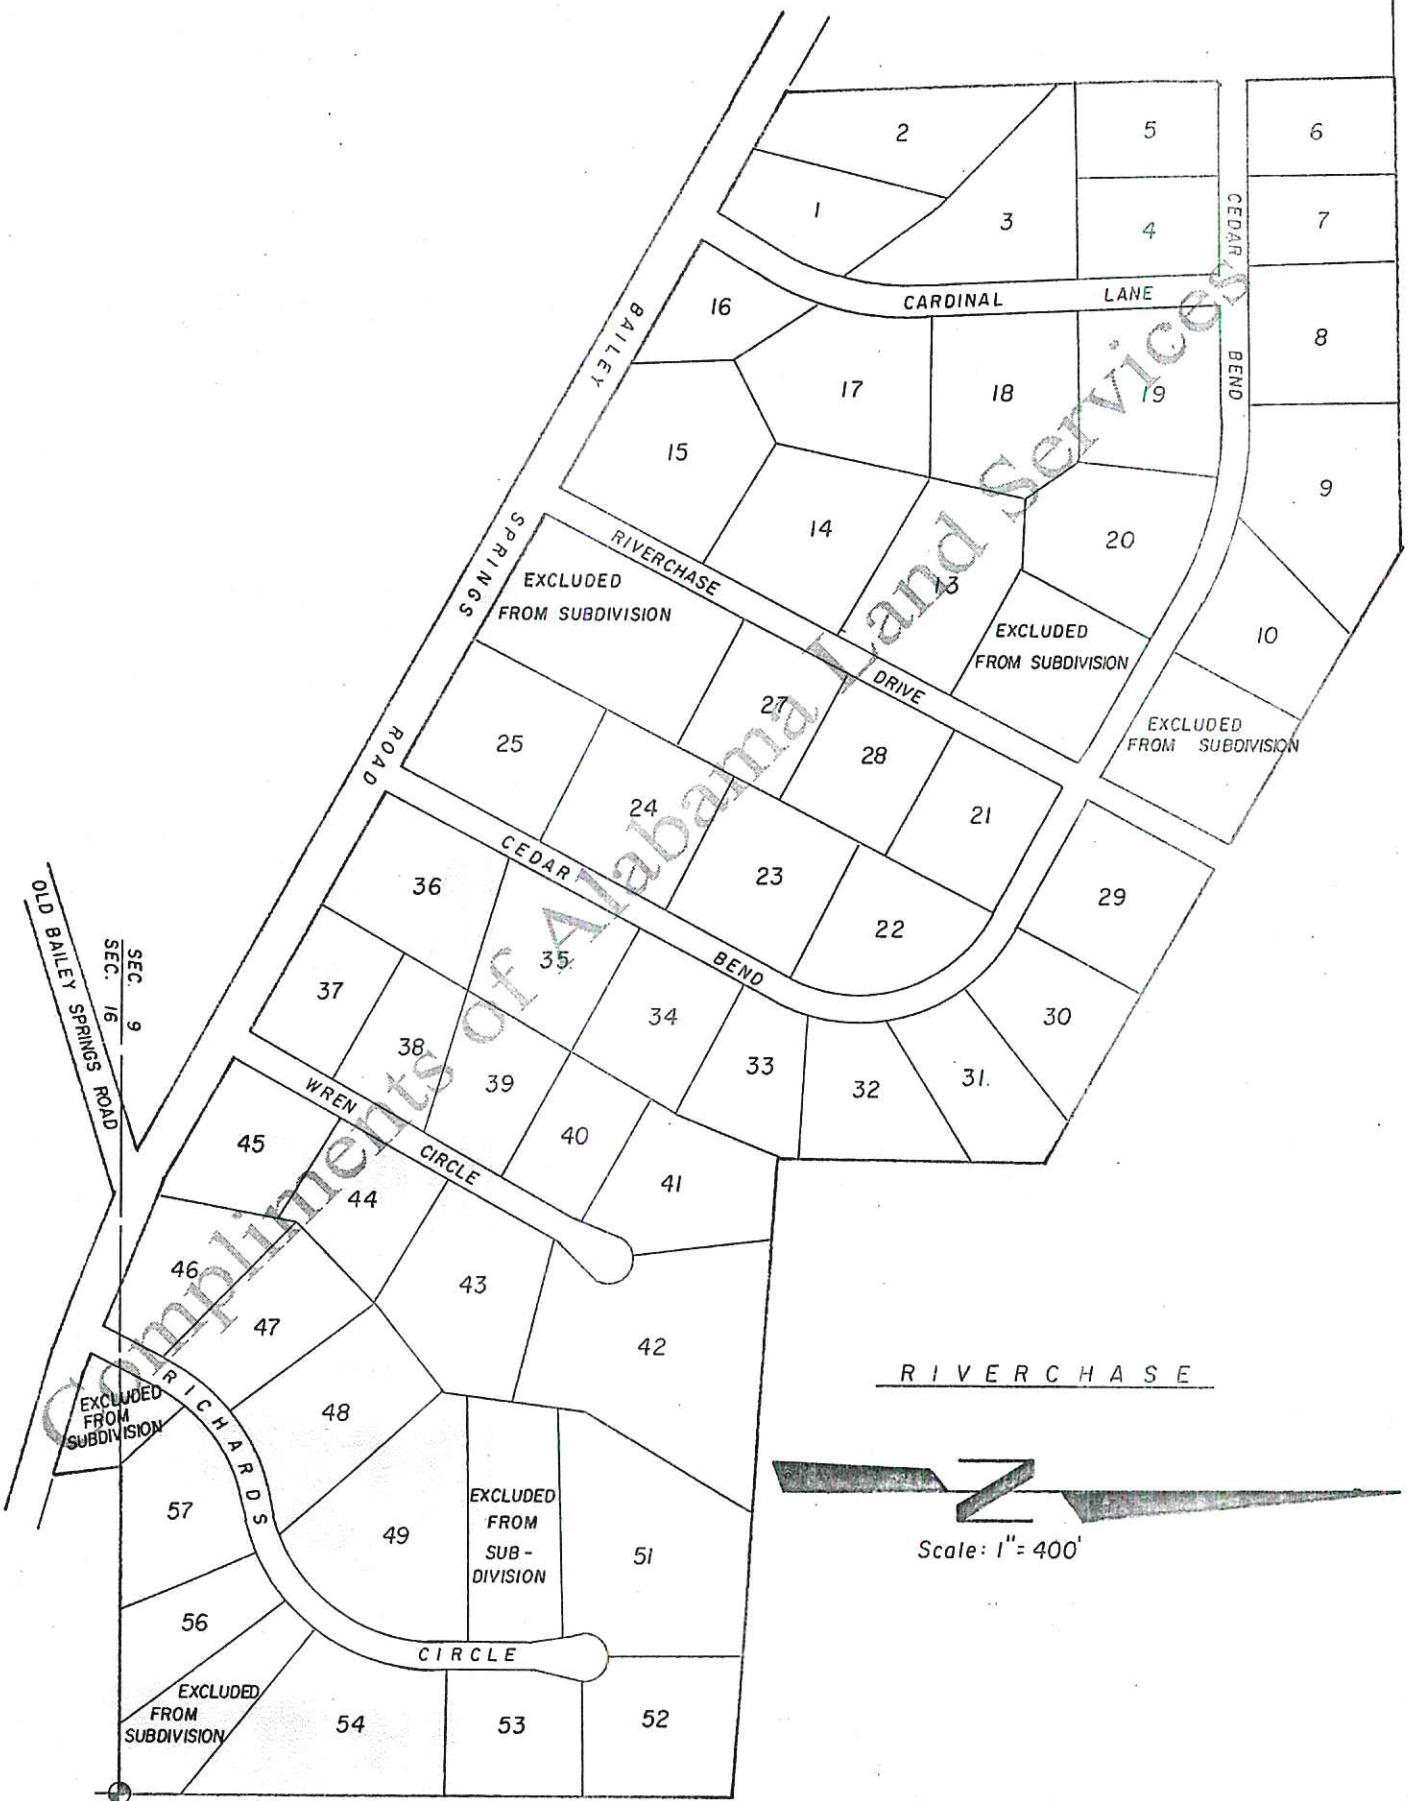 2
5
6
1
3
4
7
CEDAR
BEND
CARDINAL LANE
16
8
17
18
19
15
9
BAILEY
SPRINGS
ROAD
14
20
13
RIVERCHASE
DRIVE
EXCLUDED
FROM SUBDIVISION
EXCLUDED
FROM SUBDIVISION
10
EXCLUDED
FROM SUBDIVISION
27
25
28
24
21
CEDAR
BEND
36
23
22
29
35
37
34
30
38
39
33
32
31
40
WREN
CIRCLE
45
44
41
OLD BAILEY SPRINGS ROAD
SEC. 9
SEC. 16
46
43
47
42
RICHARDS
CIRCLE
EXCLUDED
FROM
SUBDIVISION
48
57
49
EXCLUDED
FROM
SUB-
DIVISION
51
56
EXCLUDED
FROM
SUBDIVISION
54
53
52
RIVERCHASE
N
Scale: 1"=400'
Compliments of Alabama Land Services